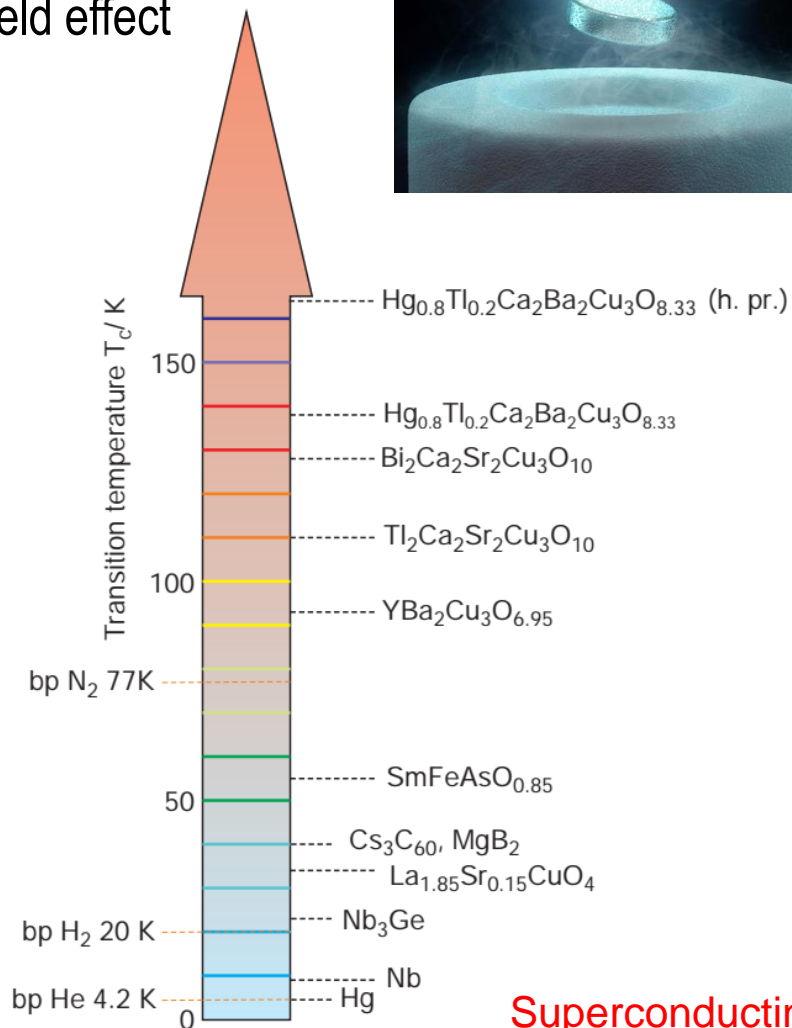 eld effect
Transition temperature T_c/ K
Hg₀.₈Tl₀.₂Ca₂Ba₂Cu₃O₈.₃₃ (h. pr.)
150
Hg₀.₈Tl₀.₂Ca₂Ba₂Cu₃O₈.₃₃
Bi₂Ca₂Sr₂Cu₃O₁₀
Tl₂Ca₂Sr₂Cu₃O₁₀
100
YBa₂Cu₃O₆.₉₅
bp N₂ 77K
SmFeAsO₀.₈₅
50
Cs₃C₆₀, MgB₂
La₁.₈₅Sr₀.₁₅CuO₄
Nb₃Ge
bp H₂ 20 K
Nb
bp He 4.2 K
Hg
0
Superconductin